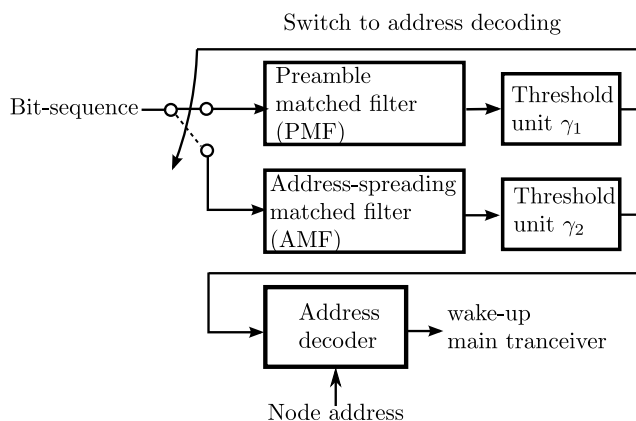 Switch to address decoding
Bit-sequence
Preamble
matched filter
(PMF)
Threshold
unit γ₁
Address-spreading
matched filter
(AMF)
Threshold
unit γ₂
Address
decoder
wake-up
main tranceiver
Node address